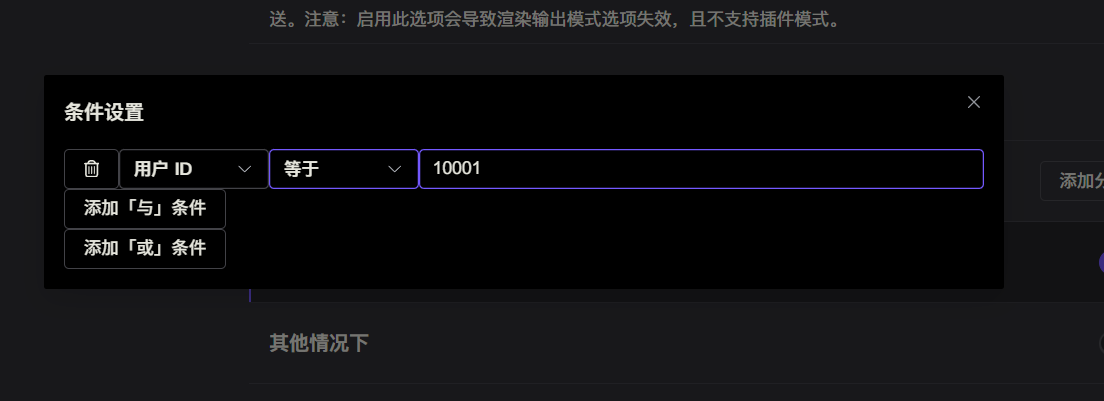 送。注意：启用此选项会导致渲染输出模式选项失效，且不支持插件模式。
条件设置
用户 ID 等于 10001
添加「与」条件
添加「或」条件
添加分
其他情况下